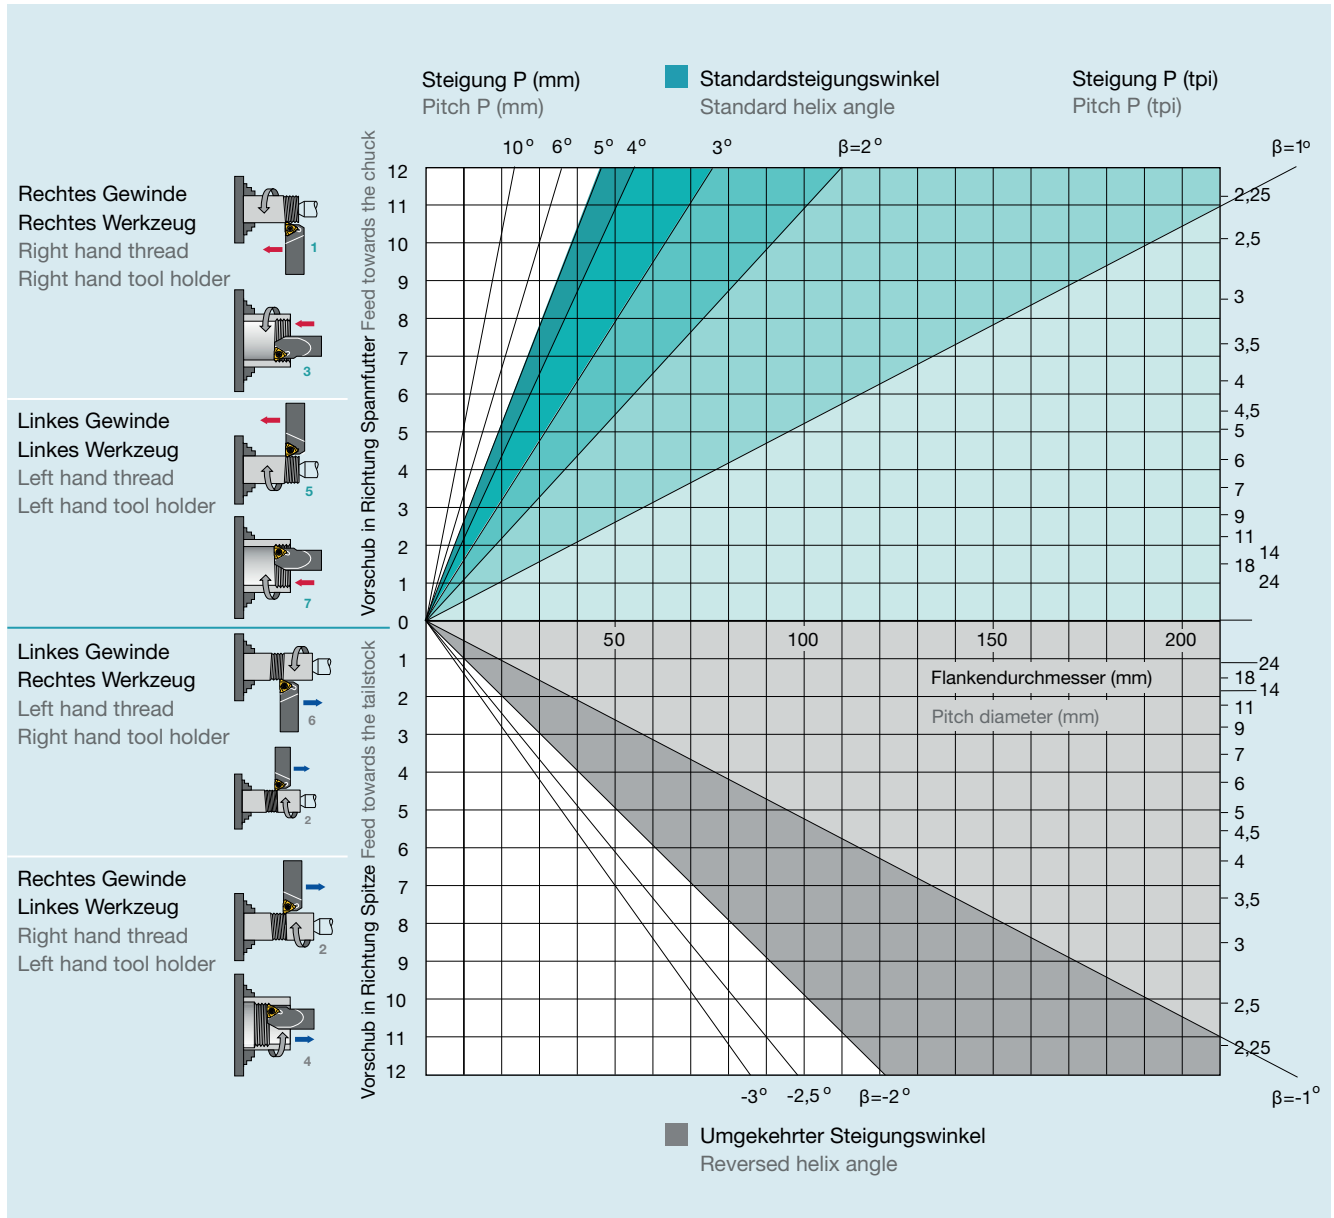 Steigung P (mm)
Pitch P (mm)
Standardsteigungswinkel
Standard helix angle
Steigung P (tpi)
Pitch P (tpi)
10° 6° 5° 4° 3° β=2° β=1°
Rechtes Gewinde
Rechtes Werkzeug
Right hand thread
Right hand tool holder
1
3
Linkes Gewinde
Linkes Werkzeug
Left hand thread
Left hand tool holder
5
7
Linkes Gewinde
Rechtes Werkzeug
Left hand thread
Right hand tool holder
6
2
Rechtes Gewinde
Linkes Werkzeug
Right hand thread
Left hand tool holder
2
4
Vorschub in Richtung Spannfutter Feed towards the chuck
Vorschub in Richtung Spitze Feed towards the tailstock
12
11
10
9
8
7
6
5
4
3
2
1
0
1
2
3
4
5
6
7
8
9
10
11
12
50 100 150 200
Flankendurchmesser (mm)
Pitch diameter (mm)
2,25
2,5
3
3,5
4
4,5
5
6
7
9
11
14
18
24
24
18
14
11
9
7
6
5
4,5
4
3,5
3
2,5
2,25
-3° -2,5° β=-2° β=-1°
Umgekehrter Steigungswinkel
Reversed helix angle